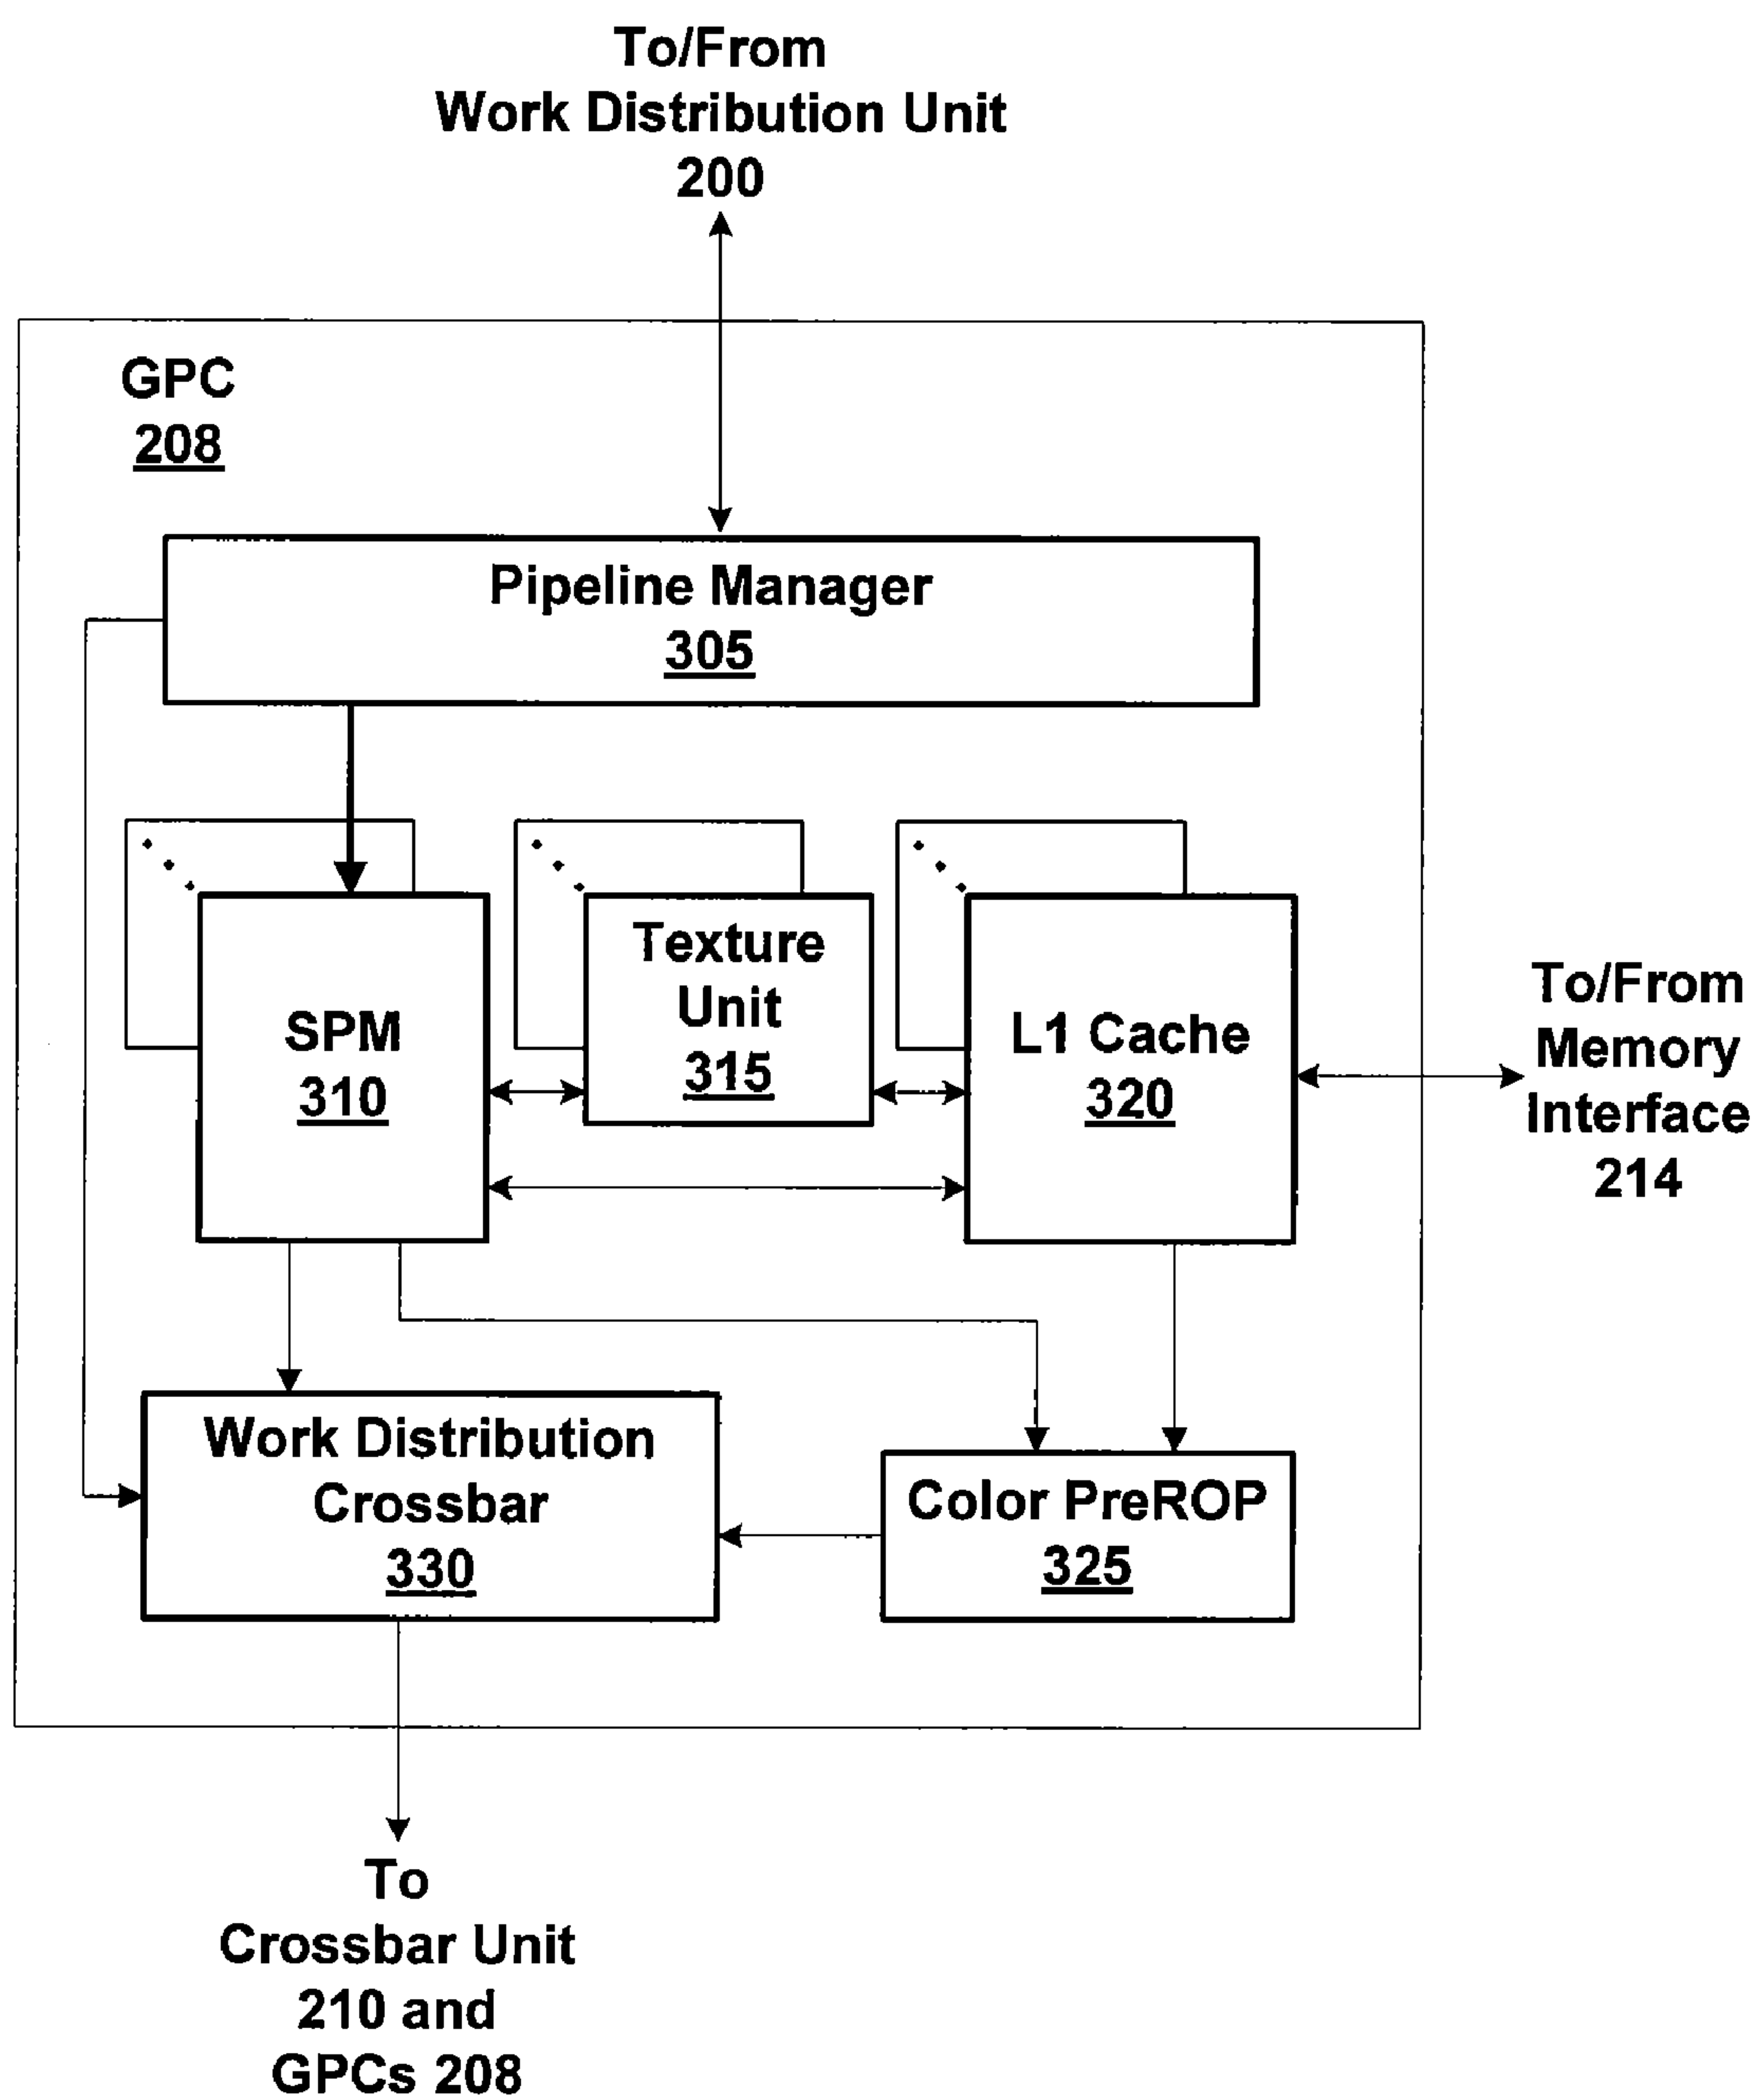 To/From
Work Distribution Unit
200
GPC
208
Pipeline Manager
305
SPM
310
Texture
Unit
315
L1 Cache
320
To/From
Memory
Interface
214
Work Distribution
Crossbar
330
Color PreROP
325
To
Crossbar Unit
210 and
GPCs 208